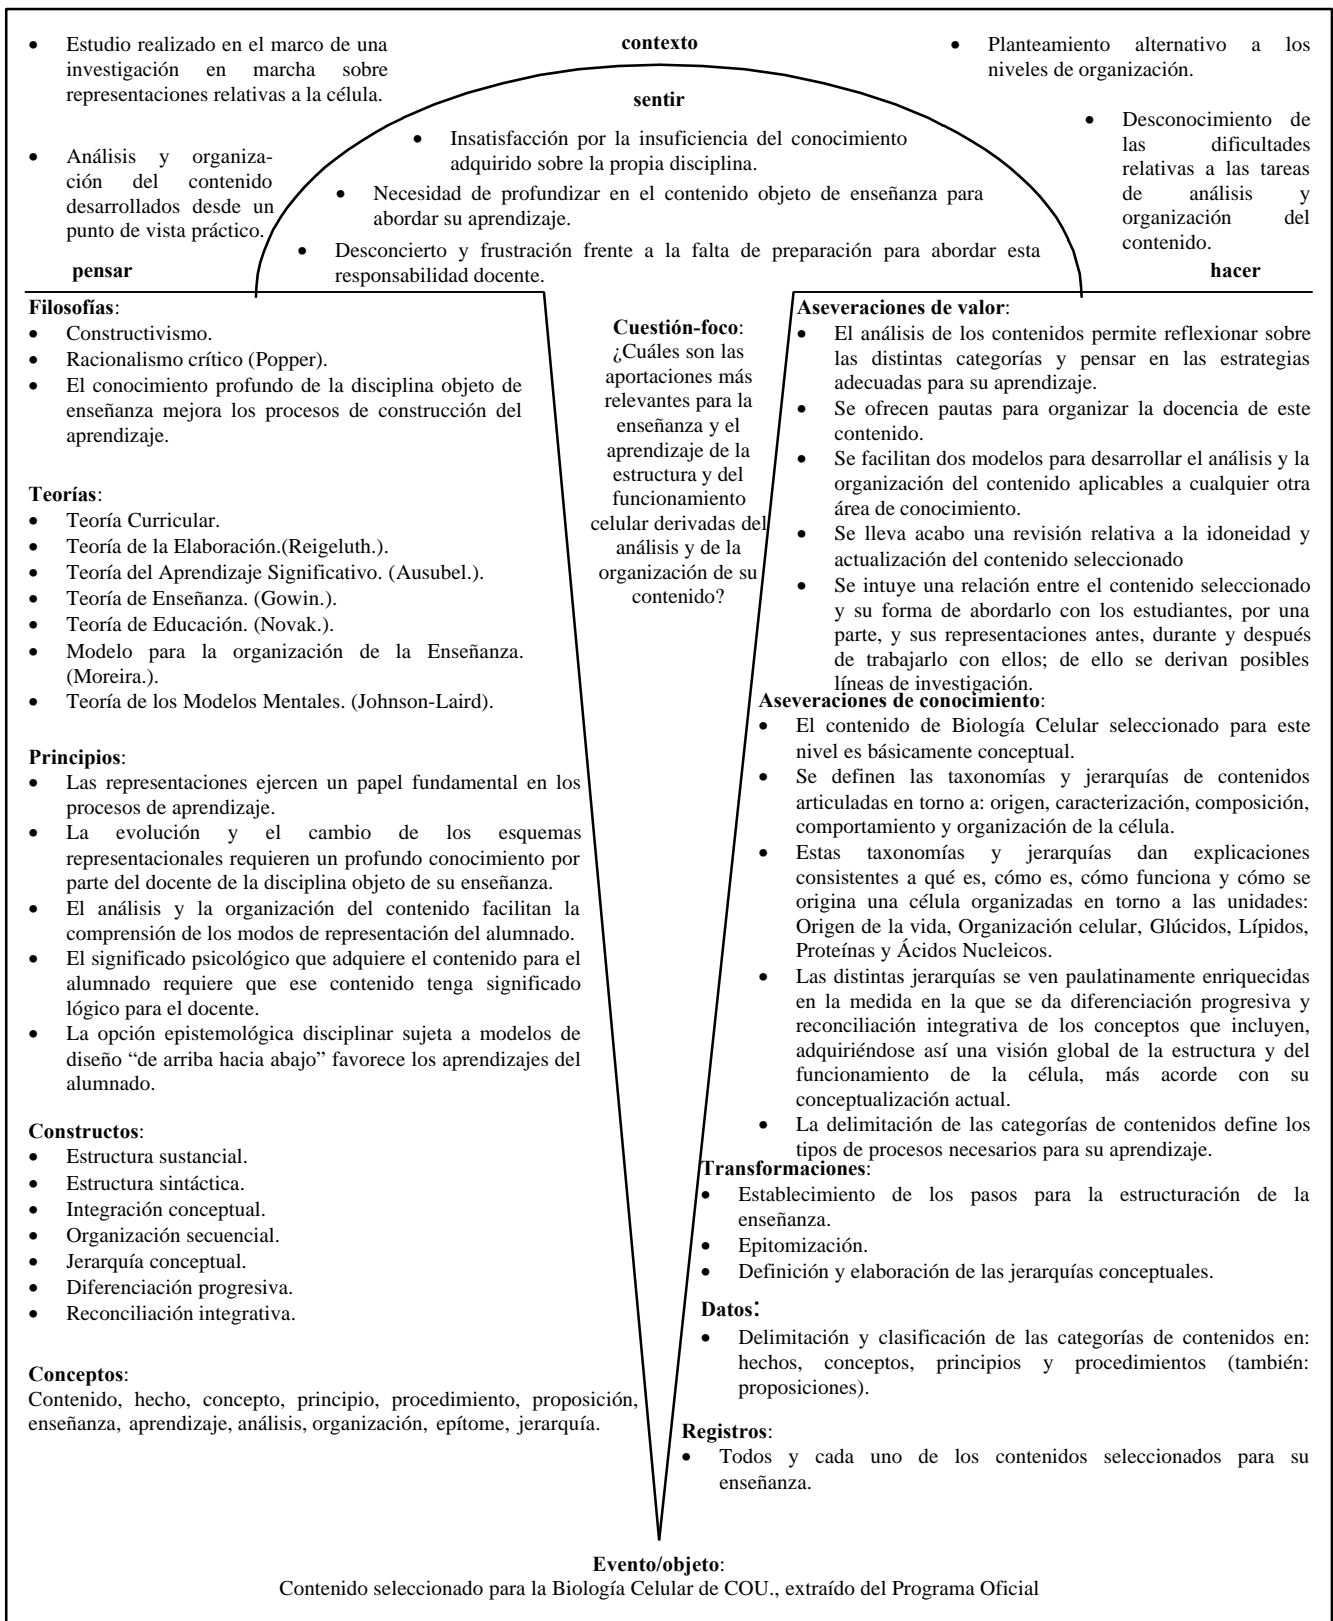 contexto
• Estudio realizado en el marco de una
investigación en marcha sobre
representaciones relativas a la célula.
• Análisis y organiza-
ción del contenido
desarrollados desde un
punto de vista práctico.
pensar
• Planteamiento alternativo a los
niveles de organización.
• Desconocimiento de
las dificultades
relativas a las tareas
de análisis y
organización del
contenido.
hacer
sentir
• Insatisfacción por la insuficiencia del conocimiento
adquirido sobre la propia disciplina.
• Necesidad de profundizar en el contenido objeto de enseñanza para
abordar su aprendizaje.
• Desconcierto y frustración frente a la falta de preparación para abordar esta
responsabilidad docente.
Filosofías:
• Constructivismo.
• Racionalismo crítico (Popper).
• El conocimiento profundo de la disciplina objeto de
enseñanza mejora los procesos de construcción del
aprendizaje.
Teorías:
• Teoría Curricular.
• Teoría de la Elaboración.(Reigeluth.).
• Teoría del Aprendizaje Significativo. (Ausubel.).
• Teoría de Enseñanza. (Gowin.).
• Teoría de Educación. (Novak.).
• Modelo para la organización de la Enseñanza.
(Moreira.).
• Teoría de los Modelos Mentales. (Johnson-Laird).
Principios:
• Las representaciones ejercen un papel fundamental en los
procesos de aprendizaje.
• La evolución y el cambio de los esquemas
representacionales requieren un profundo conocimiento por
parte del docente de la disciplina objeto de su enseñanza.
• El análisis y la organización del contenido facilitan la
comprensión de los modos de representación del alumnado.
• El significado psicológico que adquiere el contenido para el
alumnado requiere que ese contenido tenga significado
lógico para el docente.
• La opción epistemológica disciplinar sujeta a modelos de
diseño “de arriba hacia abajo” favorece los aprendizajes del
alumnado.
Constructos:
• Estructura sustancial.
• Estructura sintáctica.
• Integración conceptual.
• Organización secuencial.
• Jerarquía conceptual.
• Diferenciación progresiva.
• Reconciliación integrativa.
Conceptos:
Contenido, hecho, concepto, principio, procedimiento, proposición,
enseñanza, aprendizaje, análisis, organización, epítome, jerarquía.
Cuestión-foco:
¿Cuáles son las
aportaciones más
relevantes para la
enseñanza y el
aprendizaje de la
estructura y del
funcionamiento
celular derivadas del
análisis y de la
organización de su
contenido?
Aseveraciones de valor:
• El análisis de los contenidos permite reflexionar sobre
las distintas categorías y pensar en las estrategias
adecuadas para su aprendizaje.
• Se ofrecen pautas para organizar la docencia de este
contenido.
• Se facilitan dos modelos para desarrollar el análisis y la
organización del contenido aplicables a cualquier otra
área de conocimiento.
• Se lleva acabo una revisión relativa a la idoneidad y
actualización del contenido seleccionado
• Se intuye una relación entre el contenido seleccionado
y su forma de abordarlo con los estudiantes, por una
parte, y sus representaciones antes, durante y después
de trabajarlo con ellos; de ello se derivan posibles
líneas de investigación.
Aseveraciones de conocimiento:
• El contenido de Biología Celular seleccionado para este
nivel es básicamente conceptual.
• Se definen las taxonomías y jerarquías de contenidos
articuladas en torno a: origen, caracterización, composición,
comportamiento y organización de la célula.
• Estas taxonomías y jerarquías dan explicaciones
consistentes a qué es, cómo es, cómo funciona y cómo se
origina una célula organizadas en torno a las unidades:
Origen de la vida, Organización celular, Glúcidos, Lípidos,
Proteínas y Ácidos Nucleicos.
• Las distintas jerarquías se ven paulatinamente enriquecidas
en la medida en la que se da diferenciación progresiva y
reconciliación integrativa de los conceptos que incluyen,
adquiriéndose así una visión global de la estructura y del
funcionamiento de la célula, más acorde con su
conceptualización actual.
• La delimitación de las categorías de contenidos define los
tipos de procesos necesarios para su aprendizaje.
Transformaciones:
• Establecimiento de los pasos para la estructuración de la
enseñanza.
• Epitomización.
• Definición y elaboración de las jerarquías conceptuales.
Datos:
• Delimitación y clasificación de las categorías de contenidos en:
hechos, conceptos, principios y procedimientos (también:
proposiciones).
Registros:
• Todos y cada uno de los contenidos seleccionados para su
enseñanza.
Evento/objeto:
Contenido seleccionado para la Biología Celular de COU., extraído del Programa Oficial